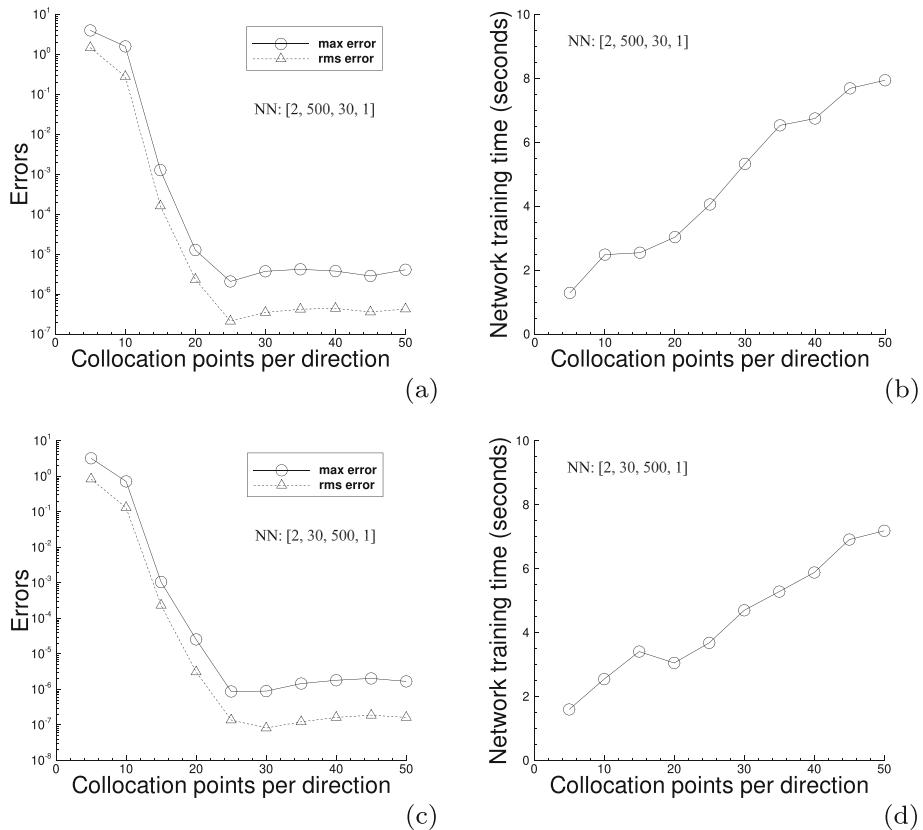 10^1
10^0
10^-1
10^-2
10^-3
10^-4
10^-5
10^-6
10^-7
Errors
max error
rms error
NN: [2, 500, 30, 1]
0 10 20 30 40 50
Collocation points per direction
(a)
10
8
6
4
2
0
Network training time (seconds)
NN: [2, 500, 30, 1]
0 10 20 30 40 50
Collocation points per direction
(b)
10^1
10^0
10^-1
10^-2
10^-3
10^-4
10^-5
10^-6
10^-7
10^-8
Errors
max error
rms error
NN: [2, 30, 500, 1]
0 10 20 30 40 50
Collocation points per direction
(c)
10
8
6
4
2
0
Network training time (seconds)
NN: [2, 30, 500, 1]
0 10 20 30 40 50
Collocation points per direction
(d)